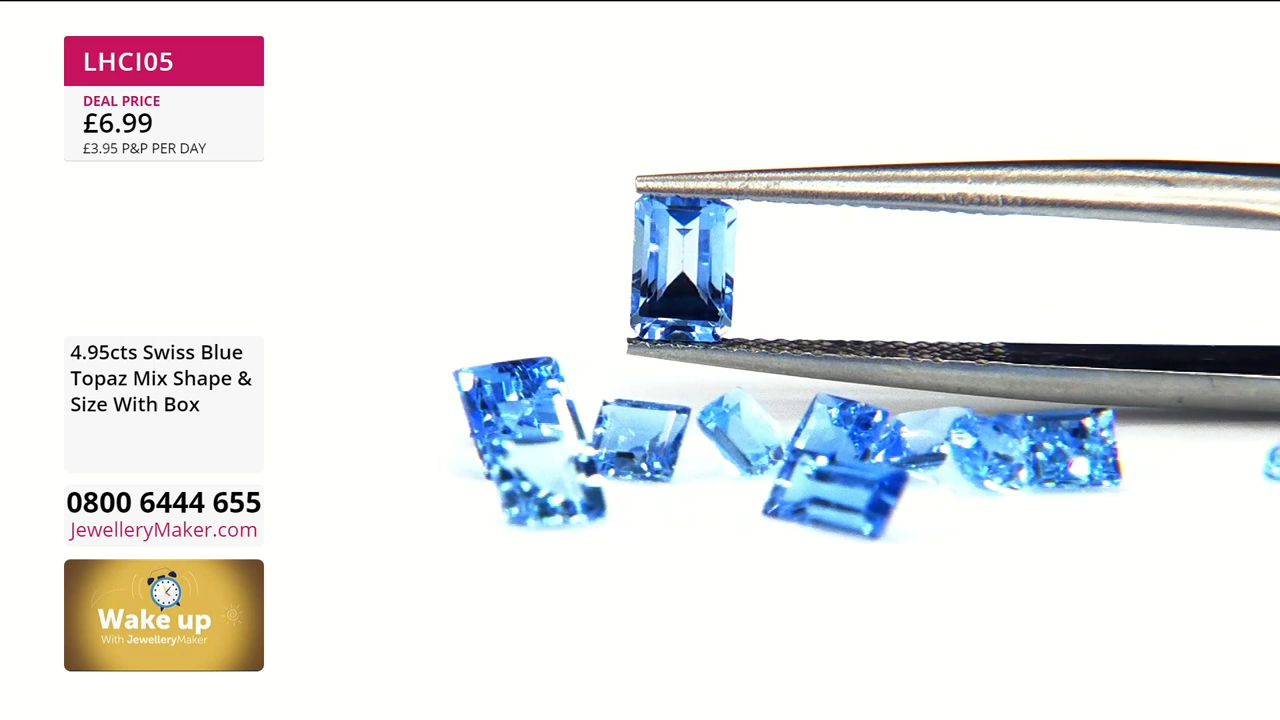 LHCI05
DEAL PRICE
£6.99
£3.95 P&P PER DAY
4.95cts Swiss Blue
Topaz Mix Shape &
Size With Box
0800 6444 655
JewelleryMaker.com
Wake up
With JewelleryMaker